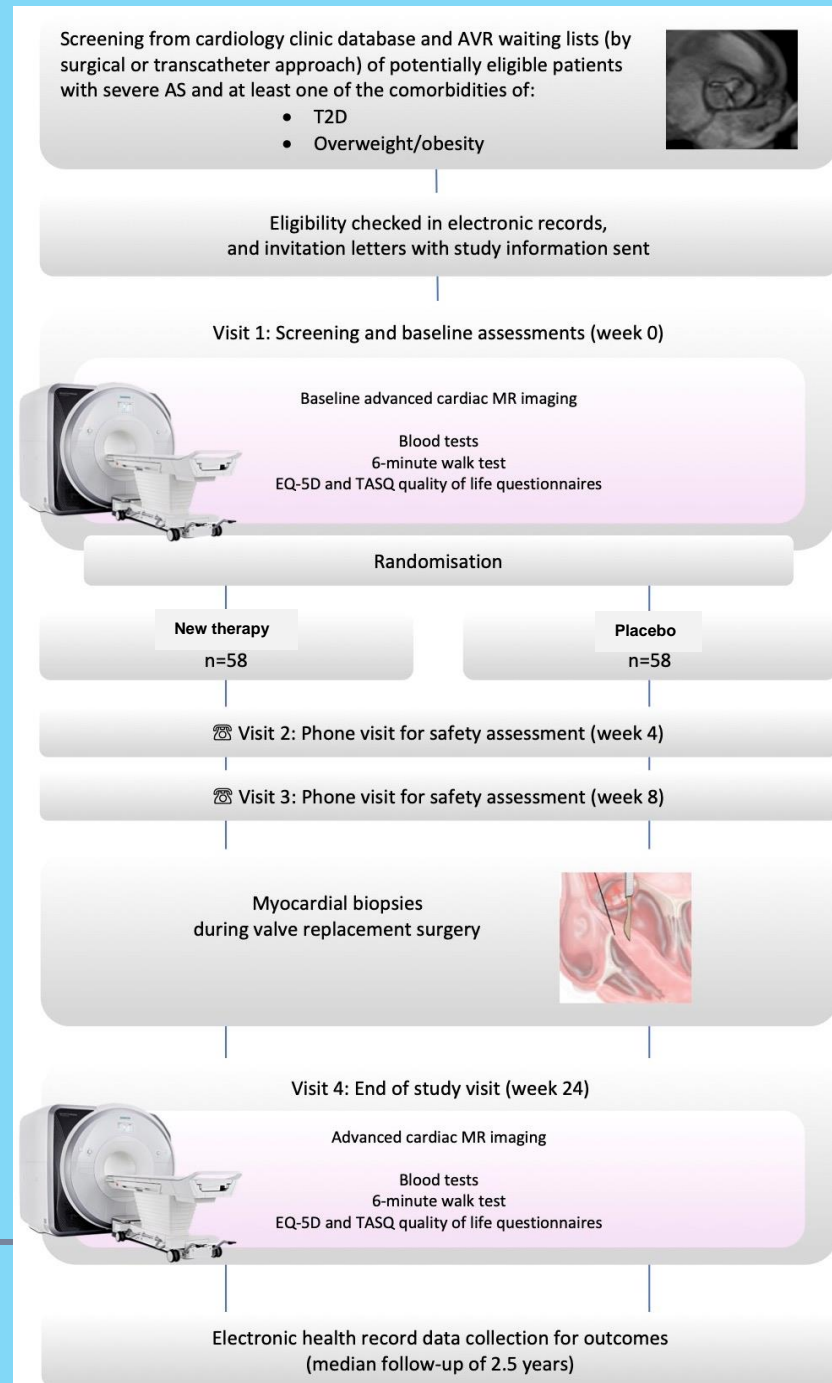 Screening from cardiology clinic database and AVR waiting lists (by
surgical or transcatheter approach) of potentially eligible patients
with severe AS and at least one of the comorbidities of:
• T2D
• Overweight/obesity
Eligibility checked in electronic records,
and invitation letters with study information sent
Visit 1: Screening and baseline assessments (week 0)
Baseline advanced cardiac MR imaging
Blood tests
6-minute walk test
EQ-5D and TASQ quality of life questionnaires
Randomisation
New therapy
n=58
Placebo
n=58
☏ Visit 2: Phone visit for safety assessment (week 4)
☏ Visit 3: Phone visit for safety assessment (week 8)
Myocardial biopsies
during valve replacement surgery
Visit 4: End of study visit (week 24)
Advanced cardiac MR imaging
Blood tests
6-minute walk test
EQ-5D and TASQ quality of life questionnaires
Electronic health record data collection for outcomes
(median follow-up of 2.5 years)